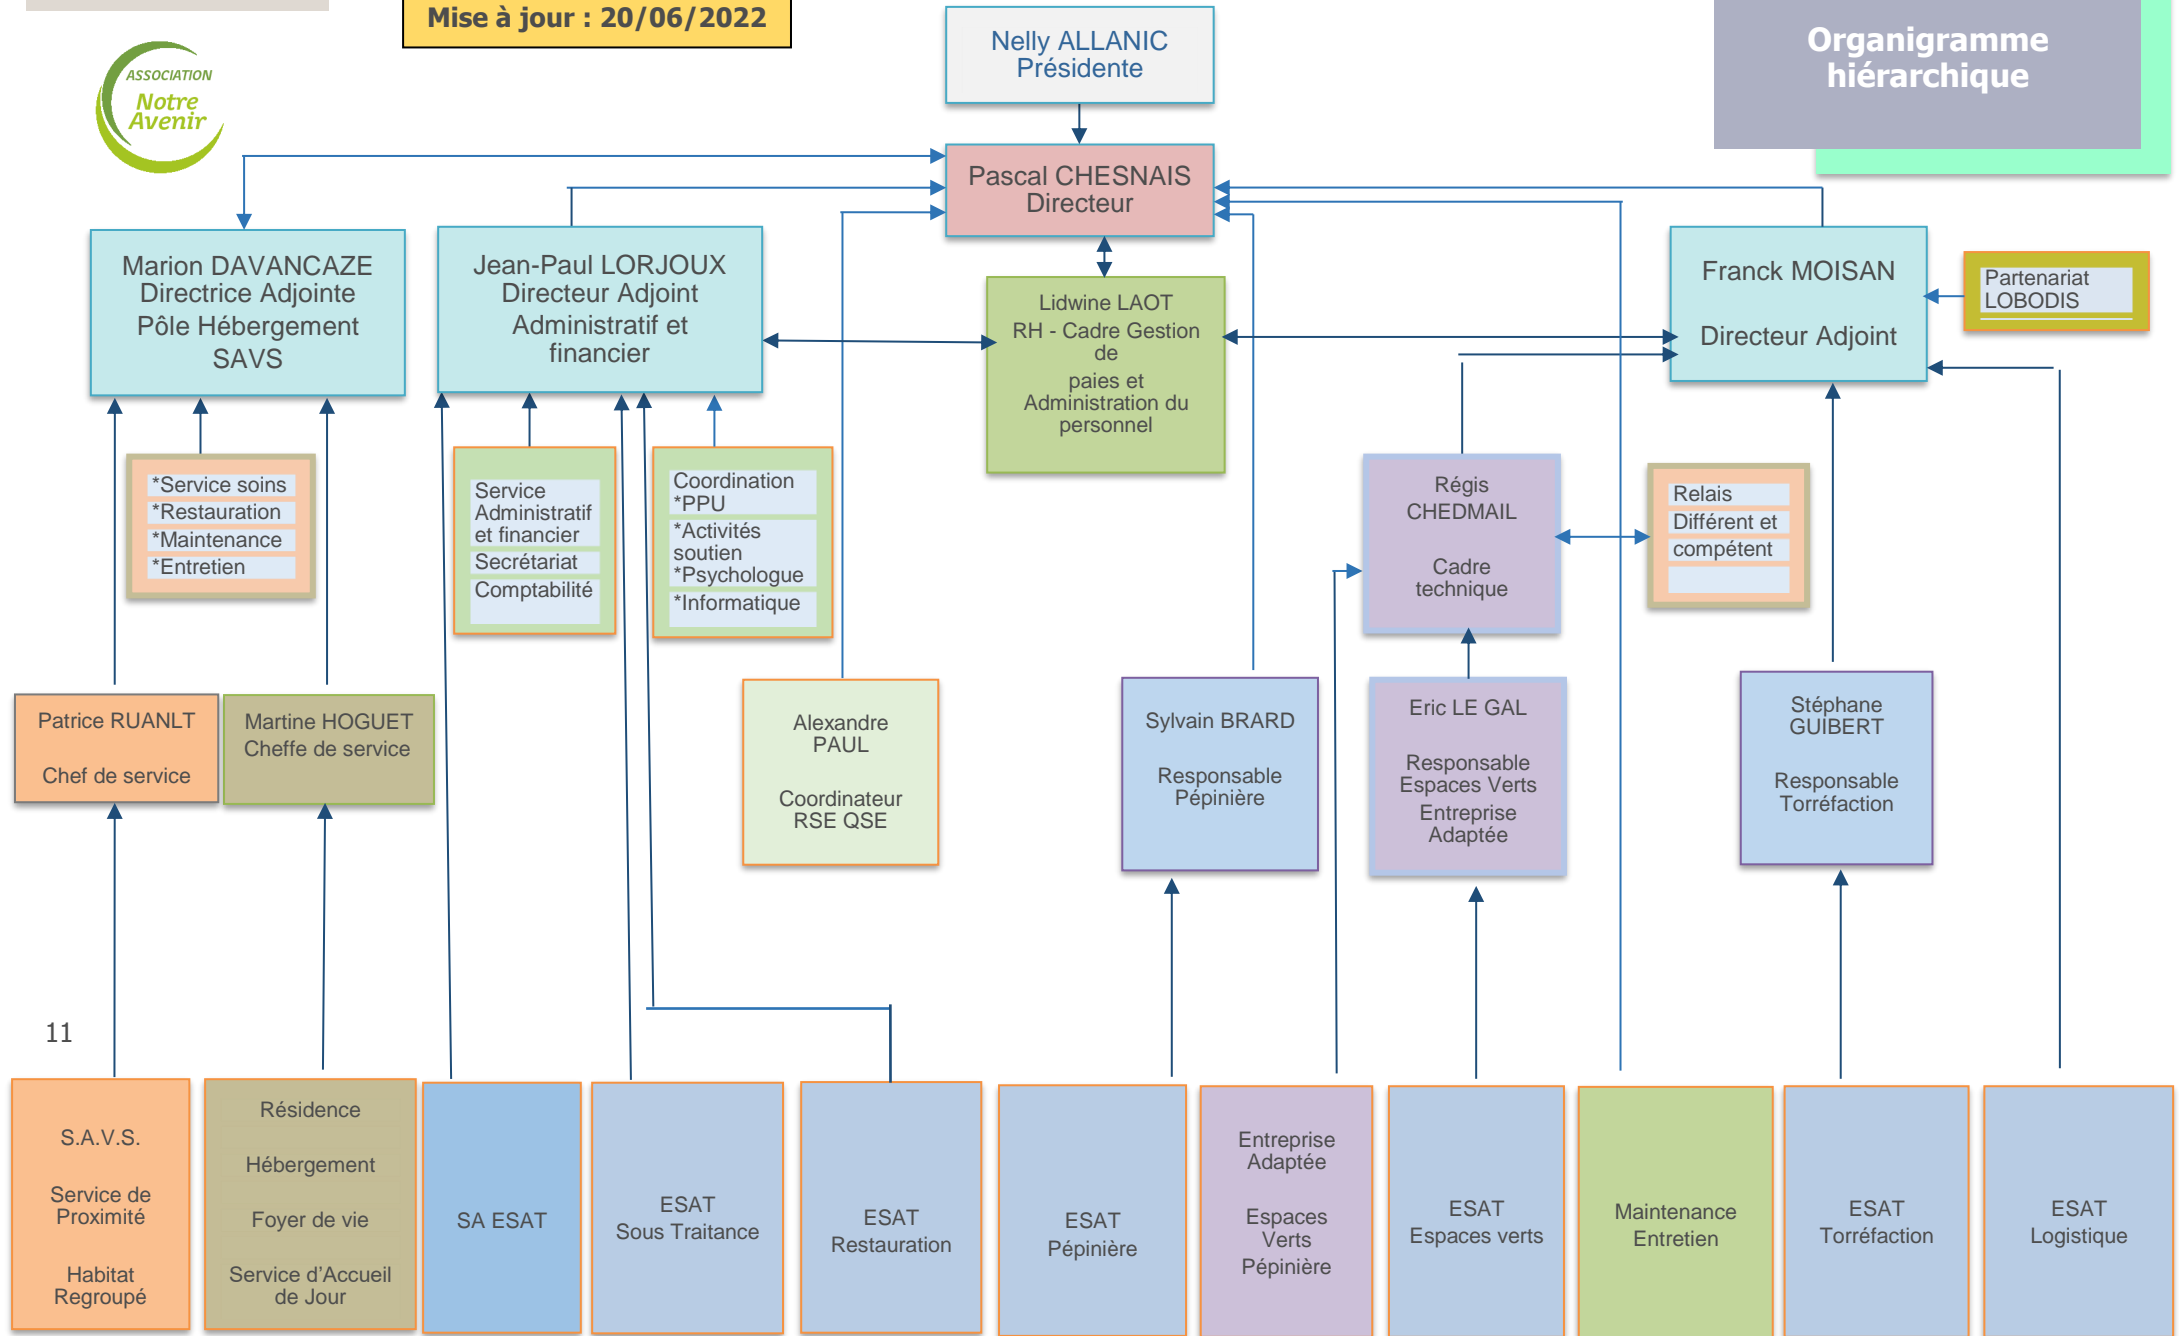 Mise à jour : 20/06/2022
Organigramme
hiérarchique
ASSOCIATION
Notre
Avenir
Nelly ALLANIC
Présidente
Pascal CHESNAIS
Directeur
Marion DAVANCAZE
Directrice Adjointe
Pôle Hébergement
SAVS
Jean-Paul LORJOUX
Directeur Adjoint
Administratif et
financier
Lidwine LAOT
RH - Cadre Gestion
de
paies et
Administration du
personnel
Franck MOISAN
Directeur Adjoint
Partenariat
LOBODIS
*Service soins
*Restauration
*Maintenance
*Entretien
Service
Administratif
et financier
Secrétariat
Comptabilité
Coordination
*PPU
*Activités
soutien
*Psychologue
*Informatique
Régis
CHEDMAIL
Cadre
technique
Relais
Différent et
compétent
Patrice RUANLT
Chef de service
Martine HOGUET
Cheffe de service
Alexandre
PAUL
Coordinateur
RSE QSE
Sylvain BRARD
Responsable
Pépinière
Eric LE GAL
Responsable
Espaces Verts
Entreprise
Adaptée
Stéphane
GUIBERT
Responsable
Torréfaction
11
S.A.V.S.
Service de
Proximité
Habitat
Regroupé
Résidence
Hébergement
Foyer de vie
Service d’Accueil
de Jour
SA ESAT
ESAT
Sous Traitance
ESAT
Restauration
ESAT
Pépinière
Entreprise
Adaptée
Espaces
Verts
Pépinière
ESAT
Espaces verts
Maintenance
Entretien
ESAT
Torréfaction
ESAT
Logistique